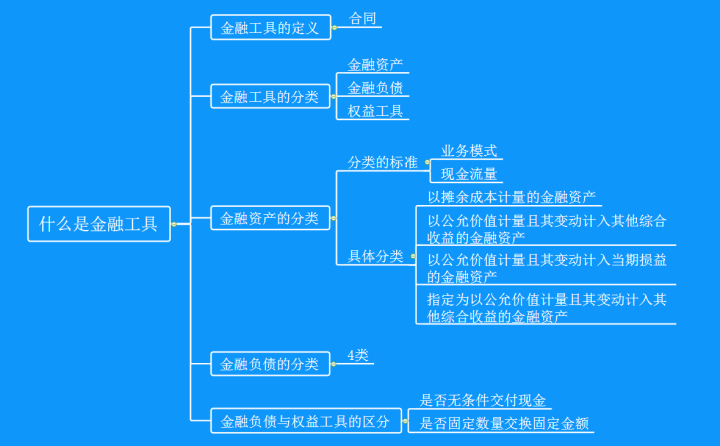 什么是金融工具
金融工具的定义
合同
金融工具的分类
金融资产
金融负债
权益工具
金融资产的分类
分类的标准
业务模式
现金流量
具体分类
以摊余成本计量的金融资产
以公允价值计量且其变动计入其他综合
收益的金融资产
以公允价值计量且其变动计入当期损益
的金融资产
指定为以公允价值计量且其变动计入其
他综合收益的金融资产
金融负债的分类
4类
金融负债与权益工具的区分
是否无条件交付现金
是否固定数量交换固定金额